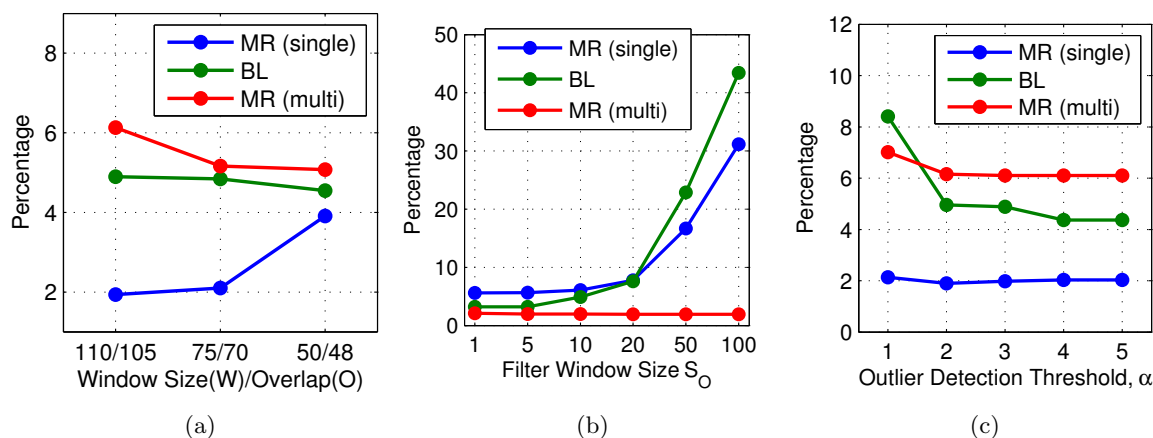 MR (single)
BL
MR (multi)
Percentage
8
6
4
2
110/105 75/70 50/48
Window Size(W)/Overlap(O)
(a)
MR (single)
BL
MR (multi)
Percentage
50
40
30
20
10
0
1 5 10 20 50 100
Filter Window Size S_O
(b)
MR (single)
BL
MR (multi)
Percentage
12
10
8
6
4
2
0
1 2 3 4 5
Outlier Detection Threshold, α
(c)